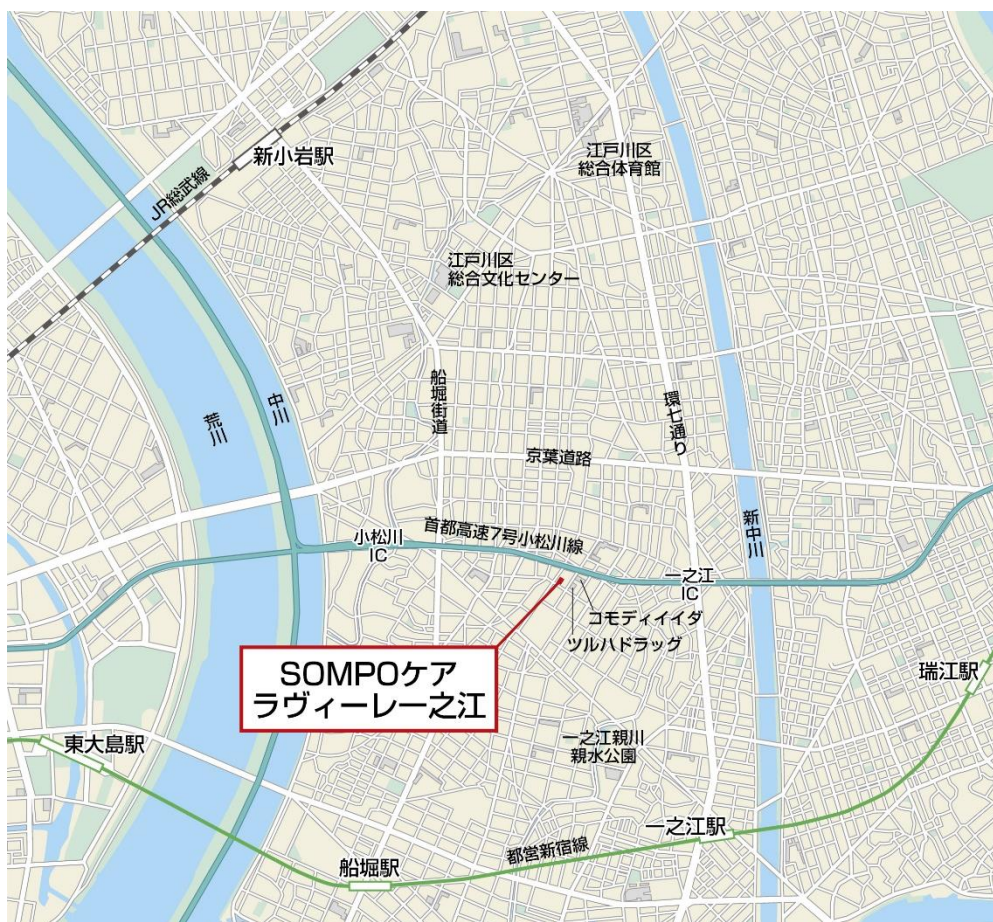 江戸川区
総合体育館
新小岩駅
JR総武線
江戸川区
総合文化センター
船堀街道
環七通り
中川
荒川
京葉道路
新中川
首都高速7号小松川線
小松川
IC
一之江
IC
コモディイイダ
ツルハドラッグ
SOMPOケア
ラヴィーレ一之江
瑞江駅
東大島駅
一之江親川
親水公園
一之江駅
都営新宿線
船堀駅